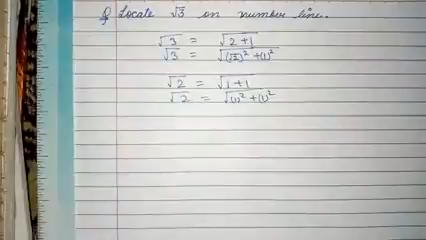 Q Locate √3 on number line.
√3 = √2+1
√3 = √(√2)² + (1)²
√2 = √1+1
√2 = √(1)² + (1)²